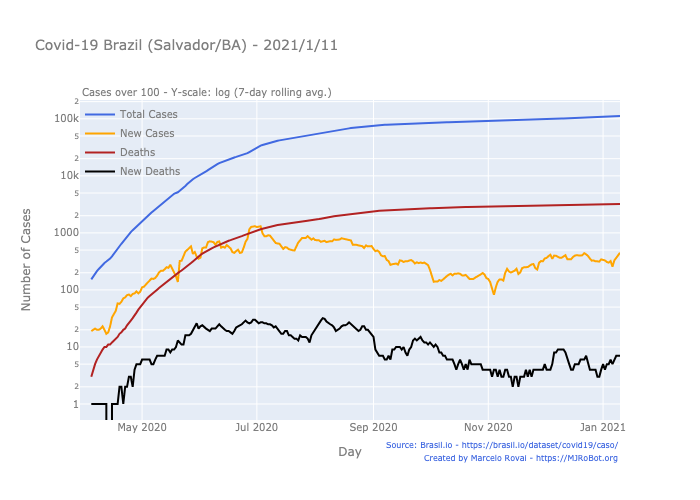 Covid-19 Brazil (Salvador/BA) - 2021/1/11
Cases over 100 - Y-scale: log (7-day rolling avg.)
2
100k
5
2
10k
5
2
1000
5
2
100
5
2
10
5
2
1
Total Cases
New Cases
Deaths
New Deaths
Number of Cases
May 2020
Jul 2020
Sep 2020
Nov 2020
Jan 2021
Day
Source: Brasil.io - https://brasil.io/dataset/covid19/caso/
Created by Marcelo Rovai - https://MJRoBot.org